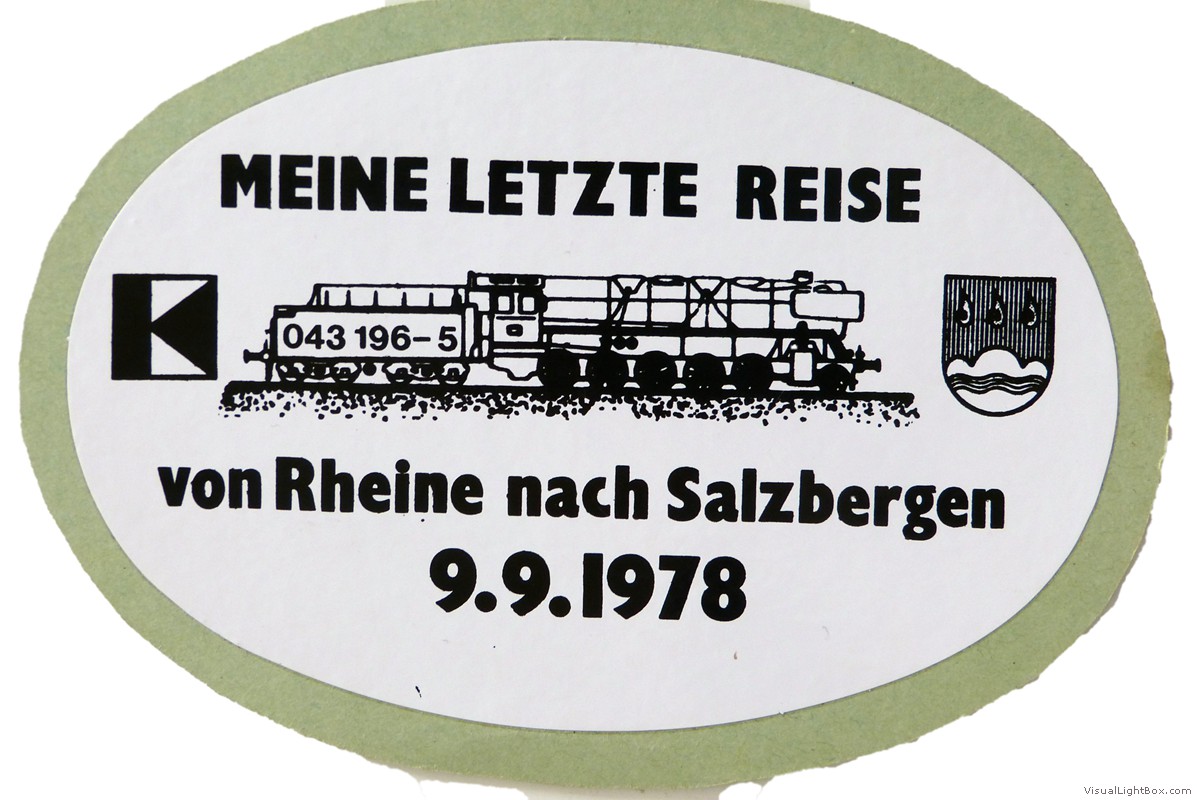 MEINE LETZTE REISE
K
043 196-5
von Rheine nach Salzbergen
9.9.1978
VisualLightBox.com